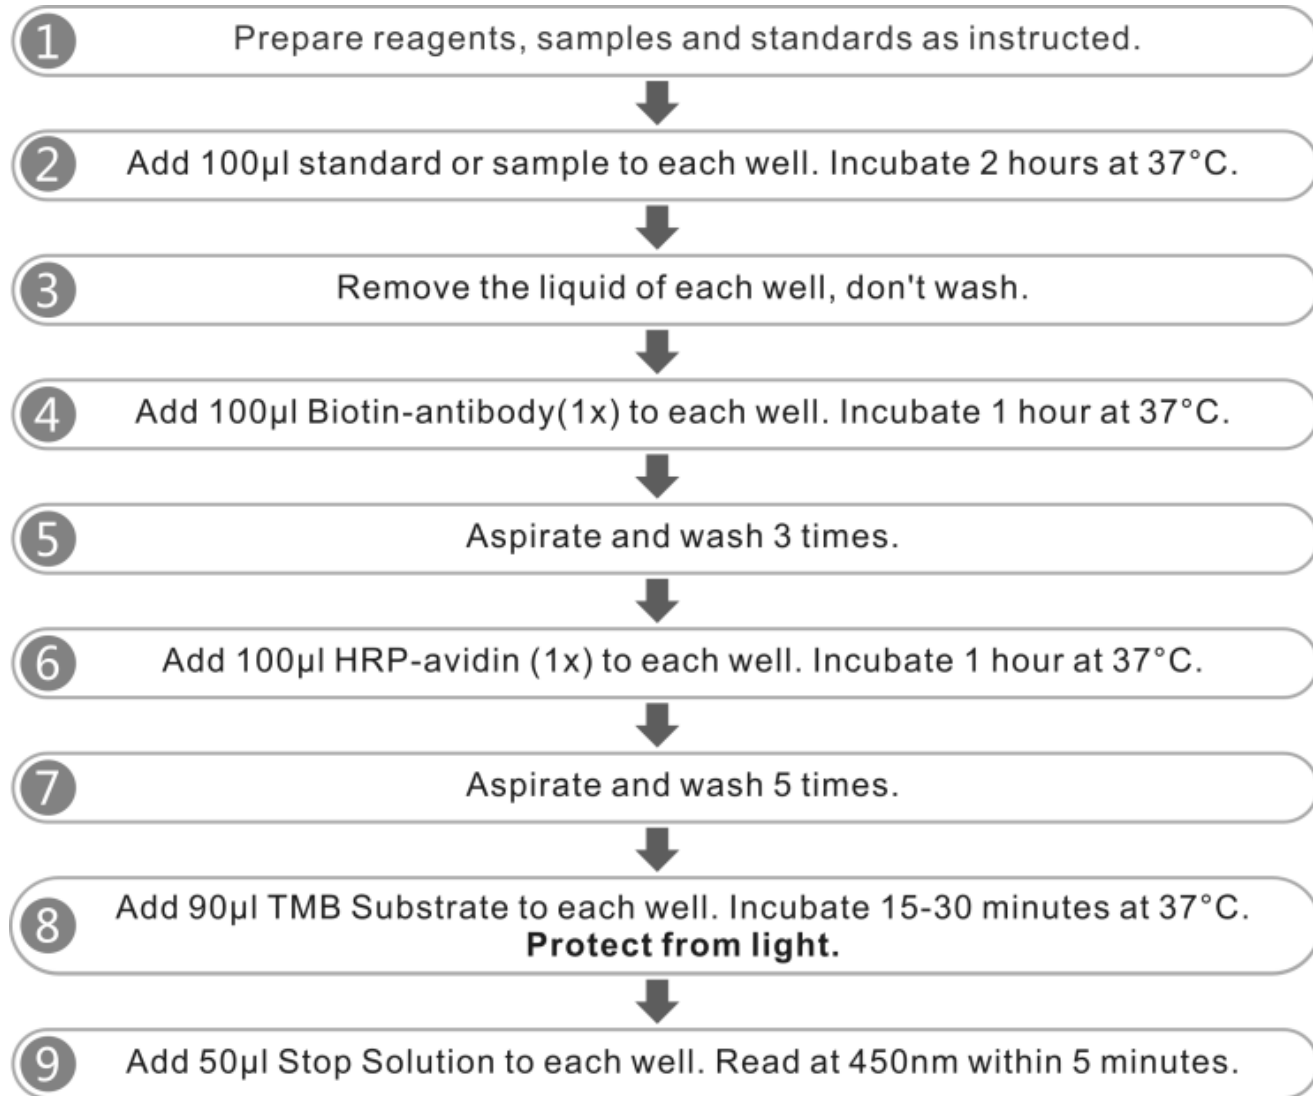 1 Prepare reagents, samples and standards as instructed.
2 Add 100µl standard or sample to each well. Incubate 2 hours at 37°C.
3 Remove the liquid of each well, don't wash.
4 Add 100µl Biotin-antibody(1x) to each well. Incubate 1 hour at 37°C.
5 Aspirate and wash 3 times.
6 Add 100µl HRP-avidin (1x) to each well. Incubate 1 hour at 37°C.
7 Aspirate and wash 5 times.
8 Add 90µl TMB Substrate to each well. Incubate 15-30 minutes at 37°C.
Protect from light.
9 Add 50µl Stop Solution to each well. Read at 450nm within 5 minutes.